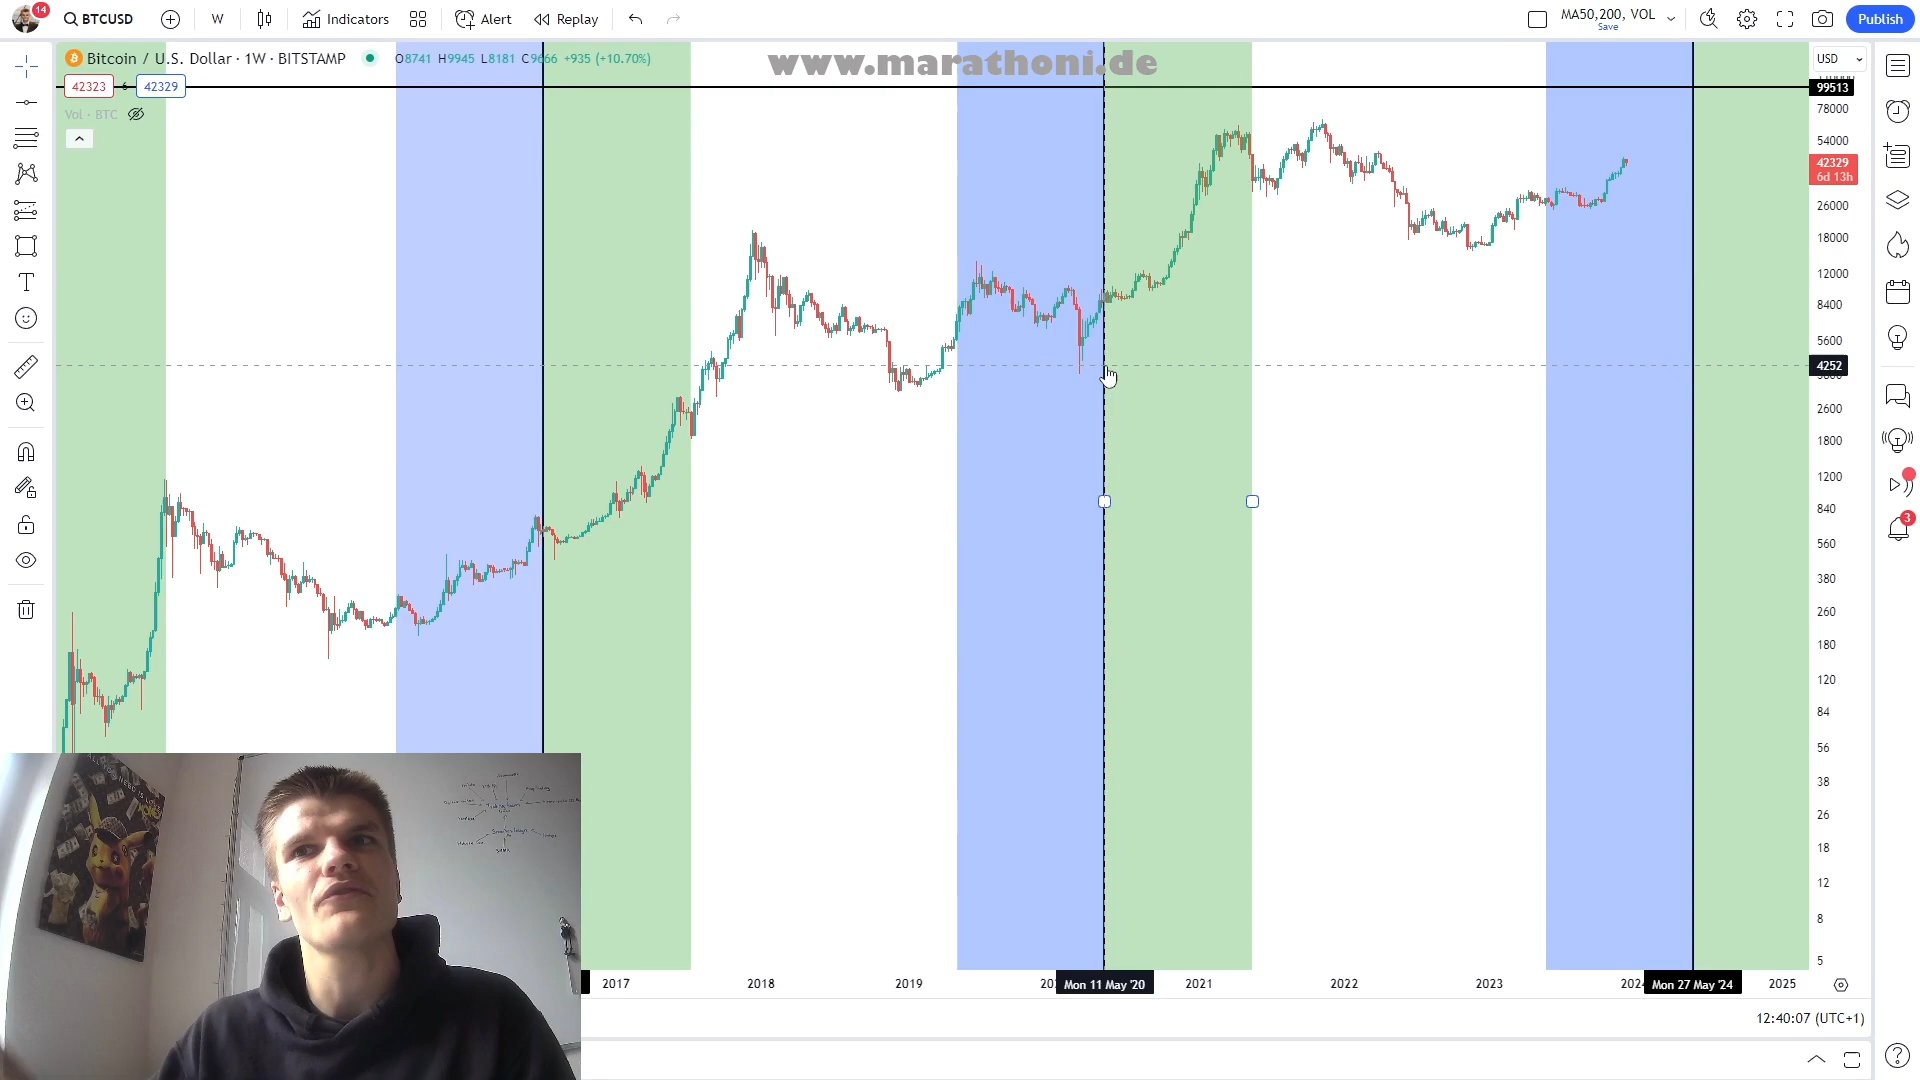 14
BTCUSD
W
Indicators
Alert
Replay
MA50,200, VOL
Save
Publish
Bitcoin / U.S. Dollar · 1W · BITSTAMP
O8741 H9945 L8181 C9666 +935 (+10.70%)
www.marathoni.de
USD
42323
6
42329
Vol · BTC
99513
78000
54000
42329
6d 13h
26000
18000
12000
8400
5600
4252
2600
1800
1200
840
560
380
260
180
120
84
56
38
26
18
12
8
5
3
2017
2018
2019
Mon 11 May '20
2021
2022
2023
Mon 27 May '24
2025
12:40:07 (UTC+1)